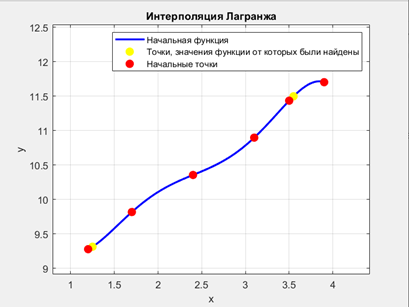 Интерполяция Лагранжа
Начальная функция
Точки, значения функции от которых были найдены
Начальные точки
12.5
12
11.5
11
10.5
10
9.5
9
y
1
1.5
2
2.5
3
3.5
4
x